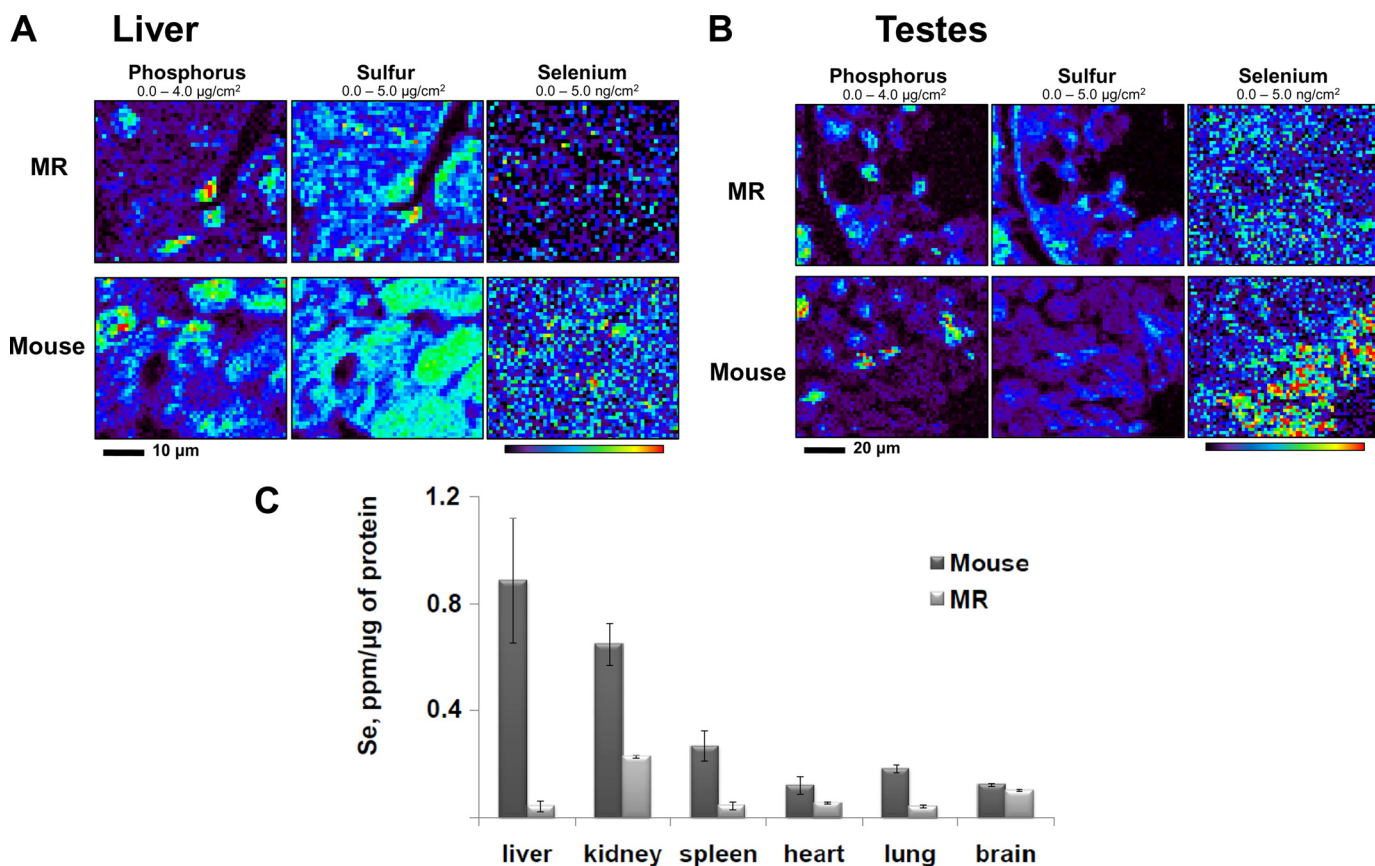 A Liver
Phosphorus Sulfur Selenium
0.0 – 4.0 µg/cm² 0.0 – 5.0 µg/cm² 0.0 – 5.0 ng/cm²
MR
Mouse
10 µm
B Testes
Phosphorus Sulfur Selenium
0.0 – 4.0 µg/cm² 0.0 – 5.0 µg/cm² 0.0 – 5.0 ng/cm²
MR
Mouse
20 µm
C
Se, ppm/µg of protein
1.2
0.8
0.4
Mouse
MR
liver kidney spleen heart lung brain